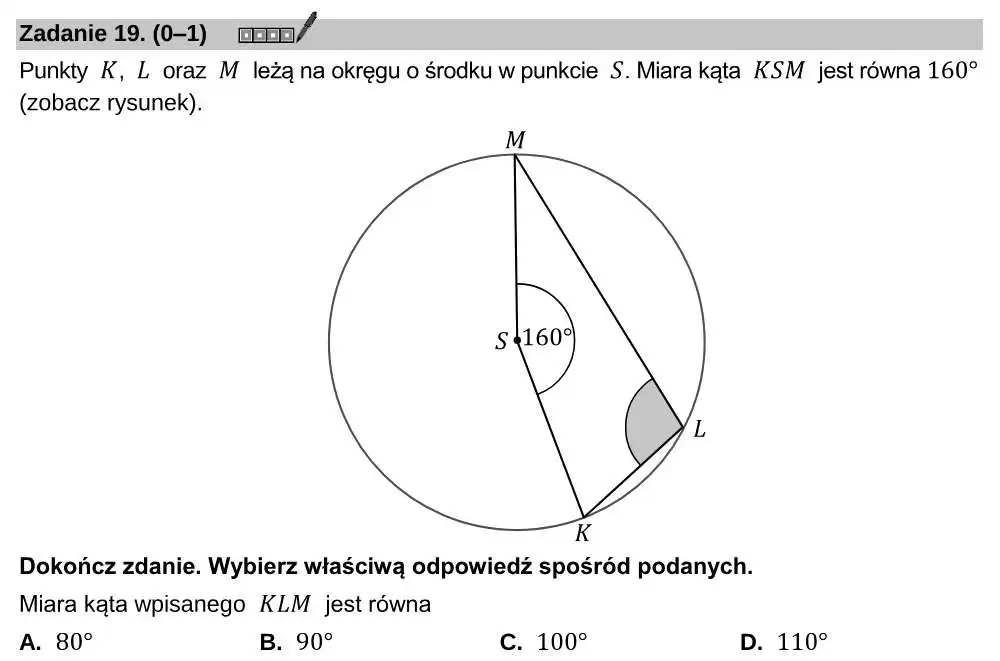 Zadanie 19. (0–1)
Punkty K, L oraz M leżą na okręgu o środku w punkcie S. Miara kąta KSM jest równa 160°
(zobacz rysunek).
M
S 160°
L
K
Dokończ zdanie. Wybierz właściwą odpowiedź spośród podanych.
Miara kąta wpisanego KLM jest równa
A. 80° B. 90° C. 100° D. 110°